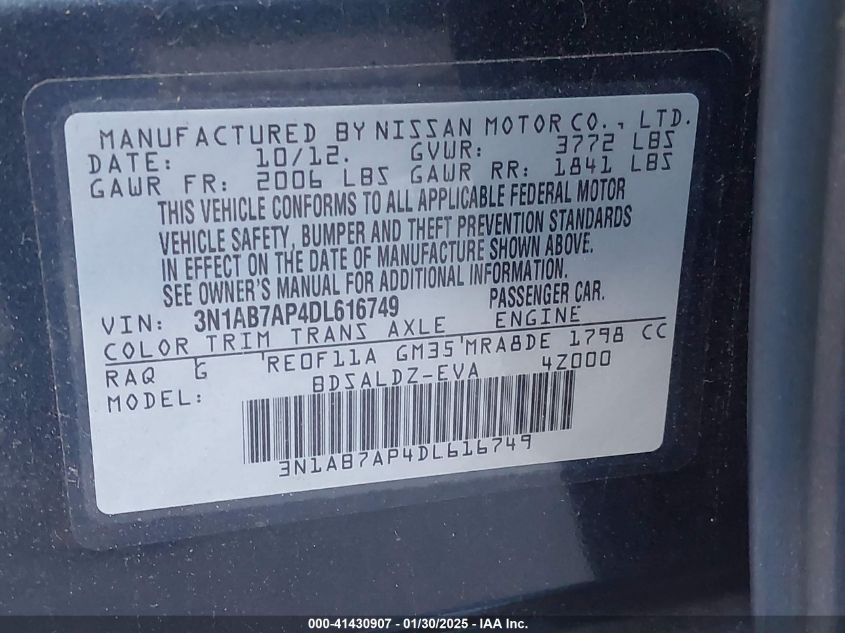 MANUFACTURED BY NISSAN MOTOR CO., LTD.
DATE: 10/12. GVWR: 3772 LBS
GAWR FR: 2006 LBS GAWR RR: 1841 LBS
THIS VEHICLE CONFORMS TO ALL APPLICABLE FEDERAL MOTOR
VEHICLE SAFETY, BUMPER AND THEFT PREVENTION STANDARDS
IN EFFECT ON THE DATE OF MANUFACTURE SHOWN ABOVE.
SEE OWNER'S MANUAL FOR ADDITIONAL INFORMATION.
VIN: 3N1AB7AP4DL616749 PASSENGER CAR.
COLOR TRIM TRANS AXLE ENGINE
RAQ G RE0F11A GM35 MRA8DE 1798 CC
MODEL: BDSALDZ-EVA 4Z000
3N1AB7AP4DL616749
000-41430907 - 01/30/2025 - IAA Inc.